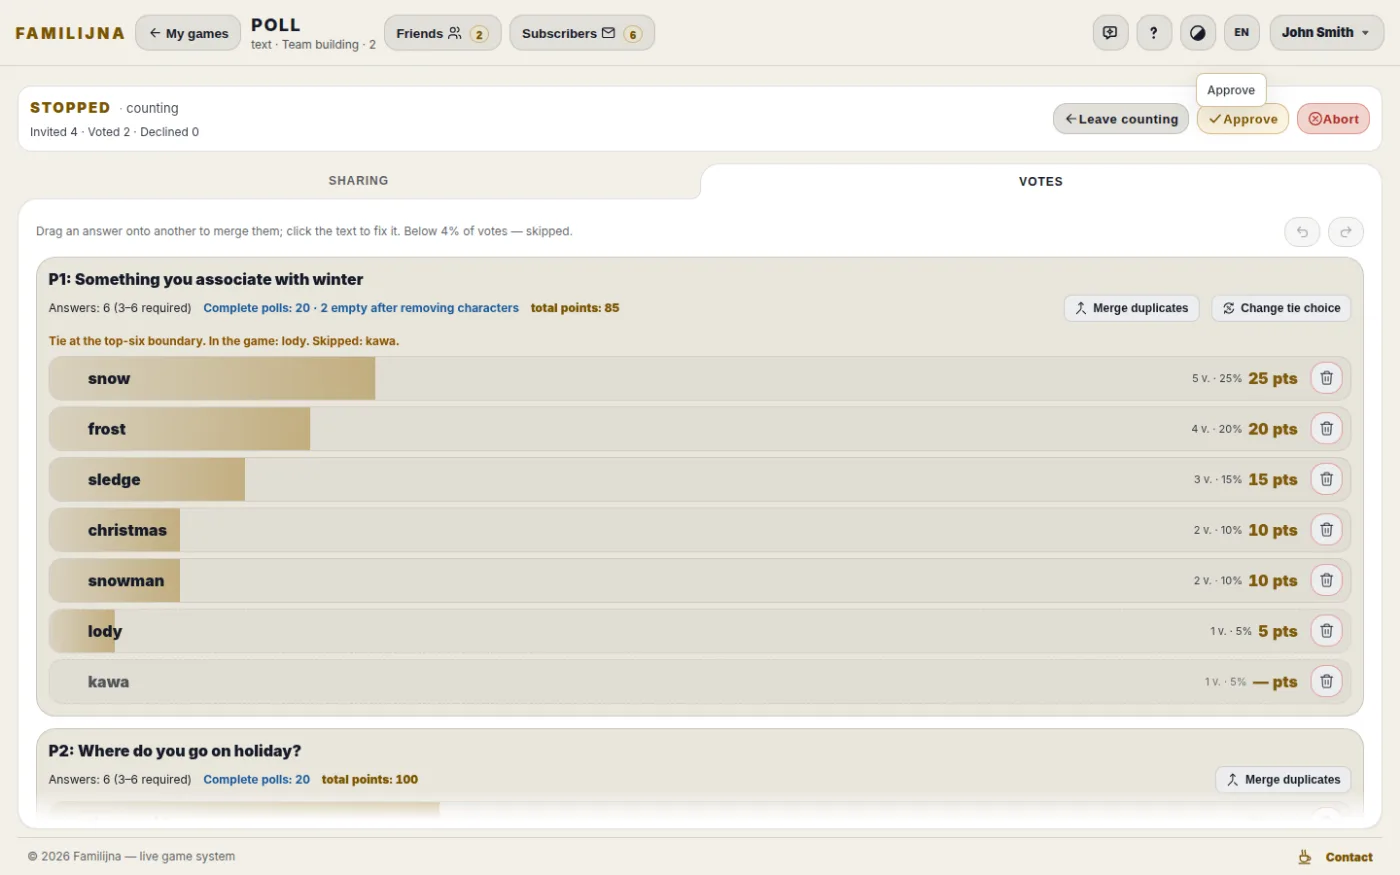 FAMILIJNA
My games
POLL
text · Team building · 2
Friends 2
Subscribers 6
?
EN
John Smith
STOPPED · counting
Invited 4 · Voted 2 · Declined 0
Approve
Leave counting
Approve
Abort
SHARING
VOTES
Drag an answer onto another to merge them; click the text to fix it. Below 4% of votes — skipped.
P1: Something you associate with winter
Answers: 6 (3–6 required) Complete polls: 20 · 2 empty after removing characters total points: 85
Merge duplicates
Change tie choice
Tie at the top-six boundary. In the game: lody. Skipped: kawa.
snow 5 v. · 25% 25 pts
frost 4 v. · 20% 20 pts
sledge 3 v. · 15% 15 pts
christmas 2 v. · 10% 10 pts
snowman 2 v. · 10% 10 pts
lody 1 v. · 5% 5 pts
kawa 1 v. · 5% — pts
P2: Where do you go on holiday?
Answers: 6 (3–6 required) Complete polls: 20 total points: 100
Merge duplicates
© 2026 Familijna — live game system
Contact